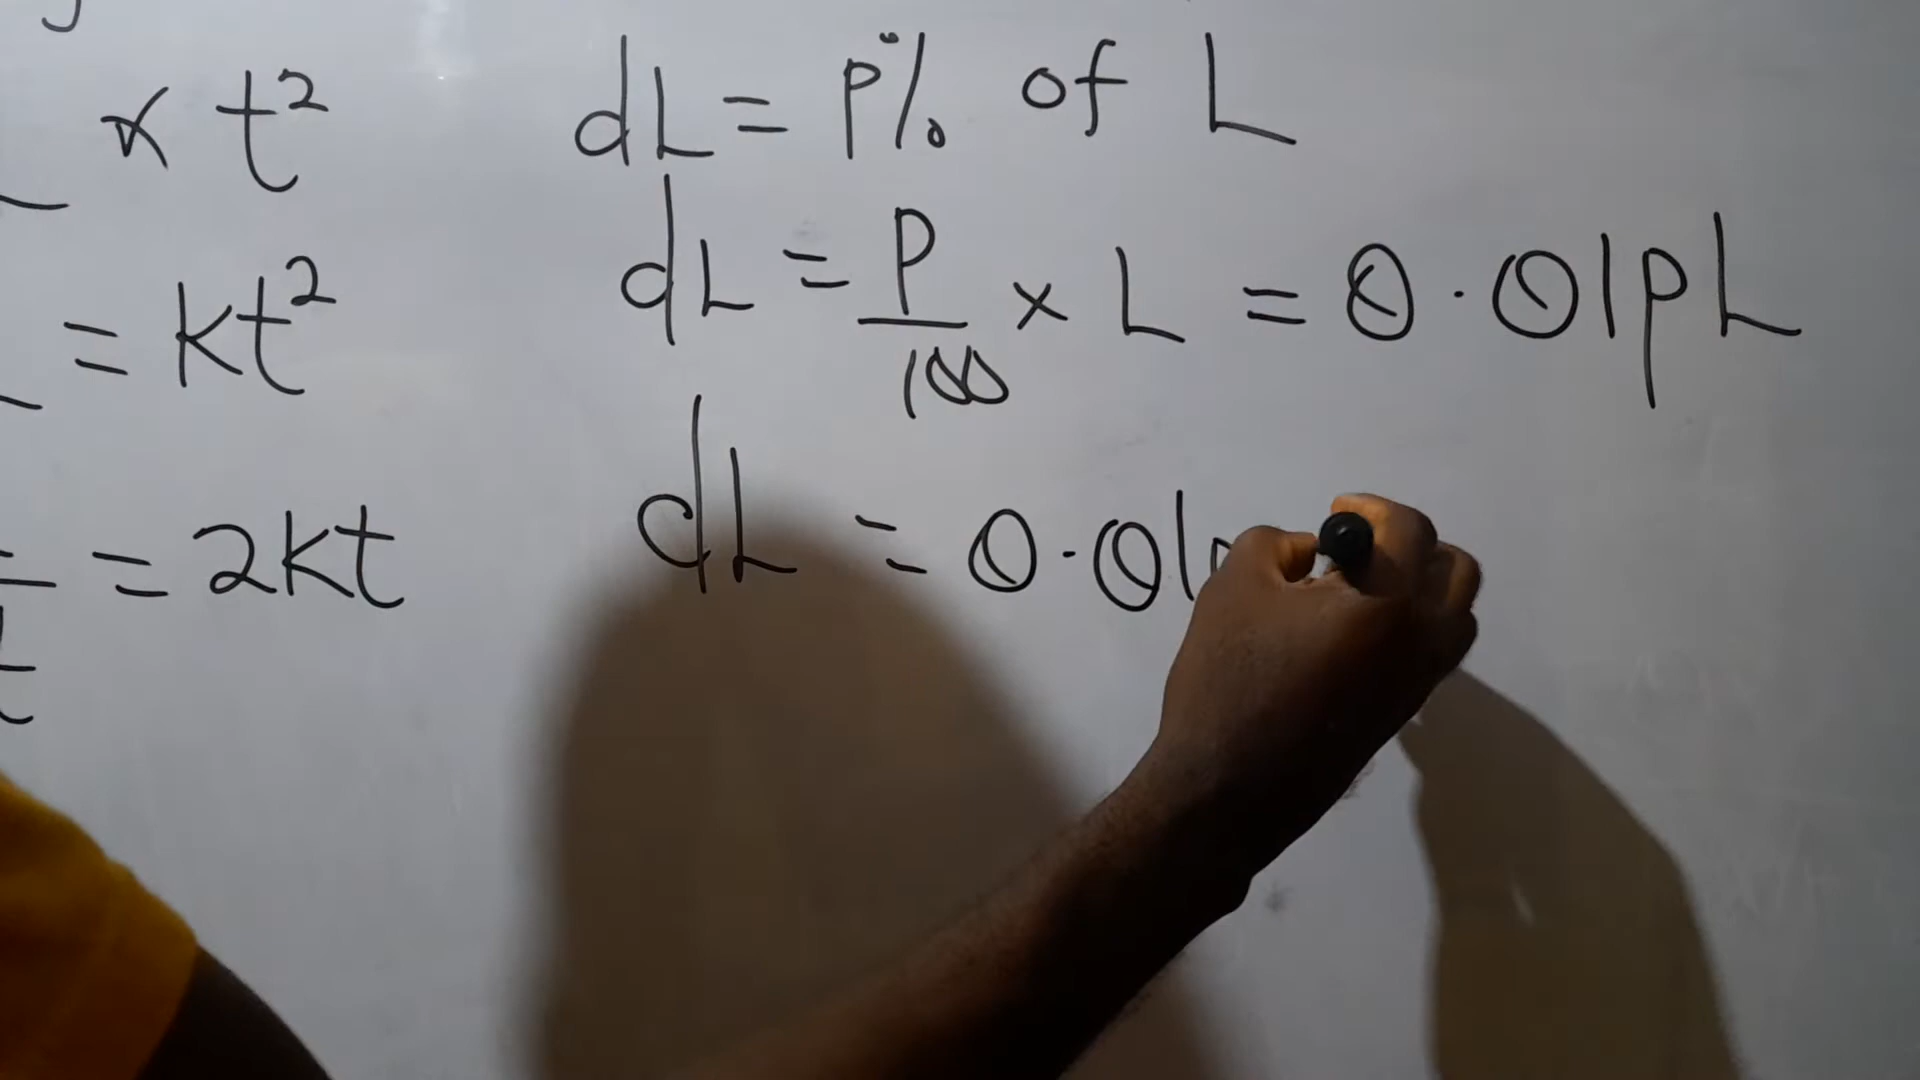 ∝ t²
= kt²
= 2kt
dL = P% of L
dL = P/100 × L = 0.01PL
dL = 0.01